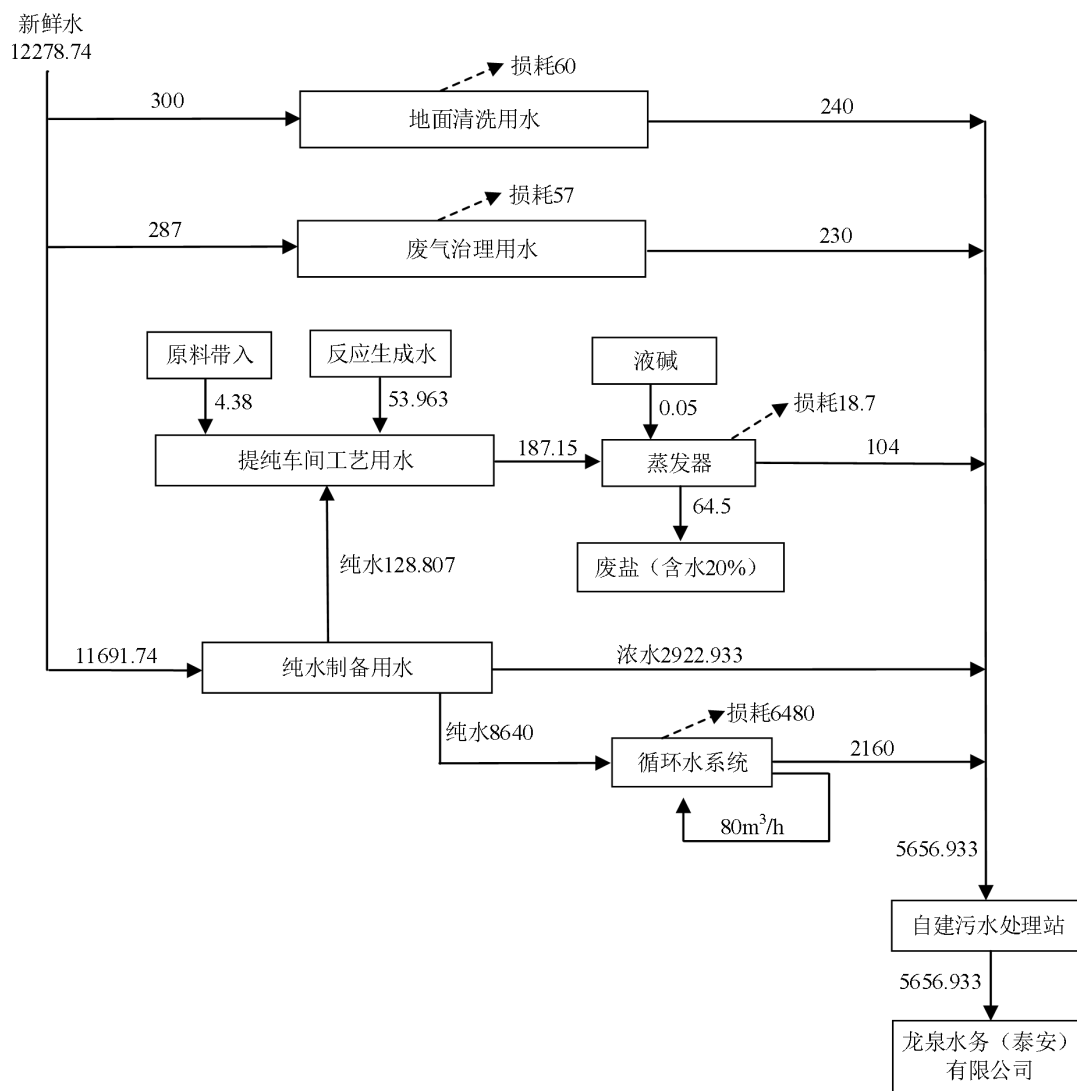 新鲜水
12278.74
损耗60
300
地面清洗用水
240
损耗57
287
废气治理用水
230
原料带入
反应生成水
液碱
4.38
53.963
0.05
损耗18.7
提纯车间工艺用水
187.15
蒸发器
104
64.5
纯水128.807
废盐（含水20%）
11691.74
纯水制备用水
浓水2922.933
纯水8640
损耗6480
循环水系统
2160
80m³/h
5656.933
自建污水处理站
5656.933
龙泉水务（泰安）
有限公司